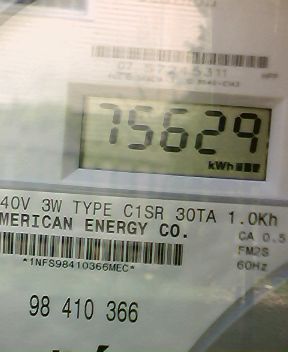 75629
kWh
40V 3W TYPE C1SR 30TA 1.0Kh
MERICAN ENERGY CO.
CA 0.5
FM2S
*1NFS98410366MEC*
60Hz
98 410 366